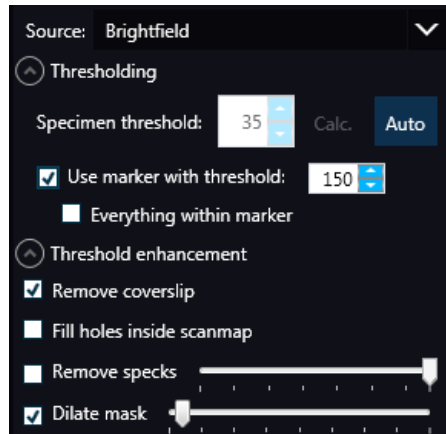 Source: Brightfield
Thresholding
Specimen threshold: 35 Calc. Auto
Use marker with threshold: 150
Everything within marker
Threshold enhancement
Remove coverslip
Fill holes inside scanmap
Remove specks
Dilate mask